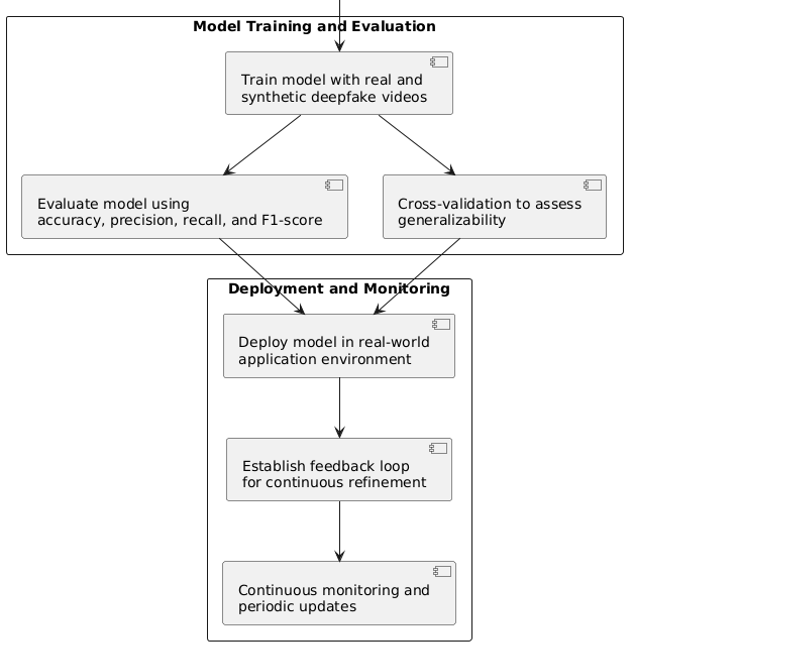 Model Training and Evaluation
Train model with real and
synthetic deepfake videos
Evaluate model using
accuracy, precision, recall, and F1-score
Cross-validation to assess
generalizability
Deployment and Monitoring
Deploy model in real-world
application environment
Establish feedback loop
for continuous refinement
Continuous monitoring and
periodic updates